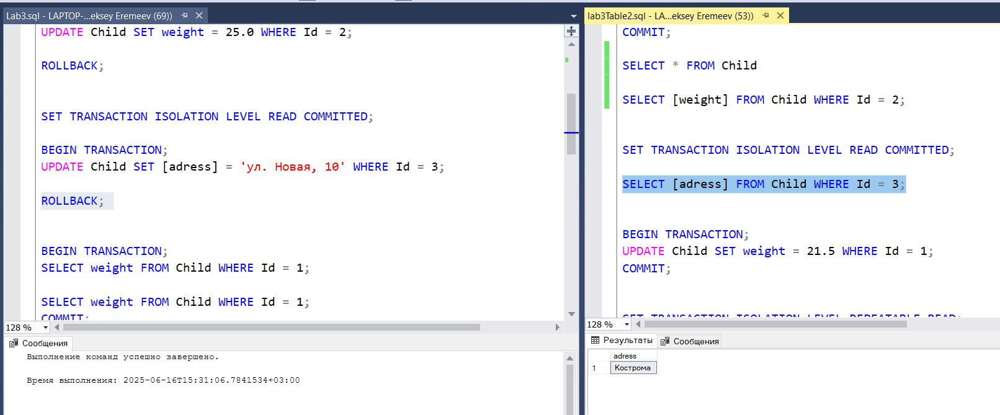 Lab3.sql - LAPTOP-...eksey Eremeev (69))
UPDATE Child SET weight = 25.0 WHERE Id = 2;
ROLLBACK;
SET TRANSACTION ISOLATION LEVEL READ COMMITTED;
BEGIN TRANSACTION;
UPDATE Child SET [adress] = 'ул. Новая, 10' WHERE Id = 3;
ROLLBACK;
BEGIN TRANSACTION;
SELECT weight FROM Child WHERE Id = 1;
SELECT weight FROM Child WHERE Id = 1;
COMMIT;
128 %
Сообщения
Выполнение команд успешно завершено.
Время выполнения: 2025-06-16T15:31:06.7841534+03:00
lab3Table2.sql - LA...eksey Eremeev (53))
COMMIT;
SELECT * FROM Child
SELECT [weight] FROM Child WHERE Id = 2;
SET TRANSACTION ISOLATION LEVEL READ COMMITTED;
SELECT [adress] FROM Child WHERE Id = 3;
BEGIN TRANSACTION;
UPDATE Child SET weight = 21.5 WHERE Id = 1;
COMMIT;
SET TRANSACTION ISOLATION LEVEL REPEATABLE READ;
128 %
Результаты Сообщения
adress
1 Кострома